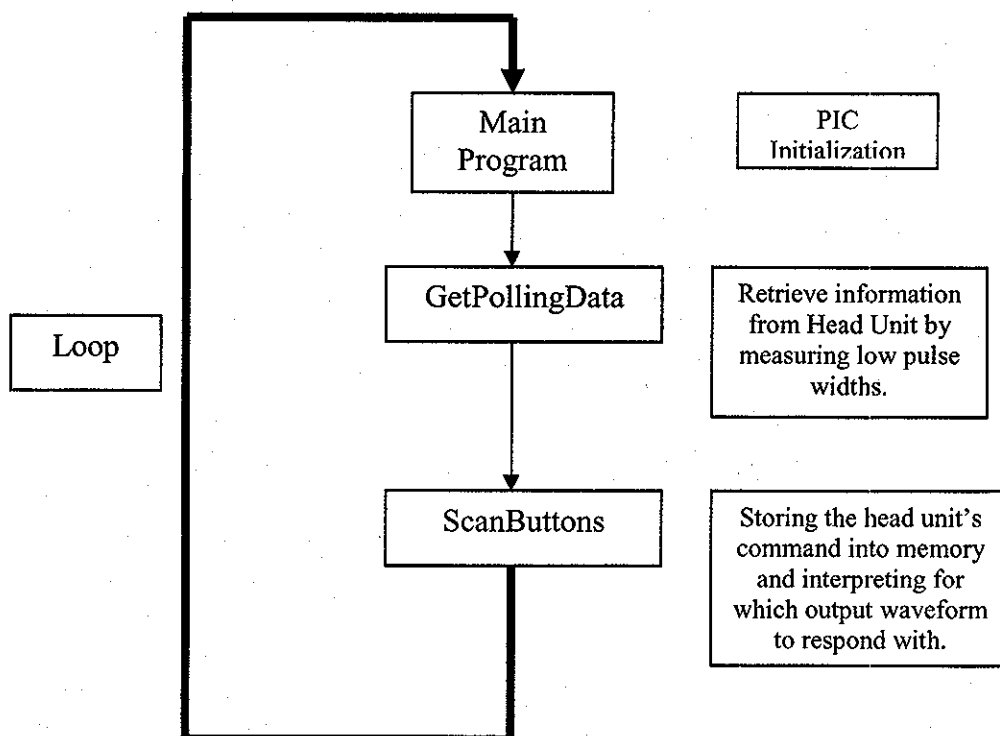 Main
Program
PIC
Initialization
GetPollingData
Retrieve information
from Head Unit by
measuring low pulse
widths.
Loop
ScanButtons
Storing the head unit's
command into memory
and interpreting for
which output waveform
to respond with.